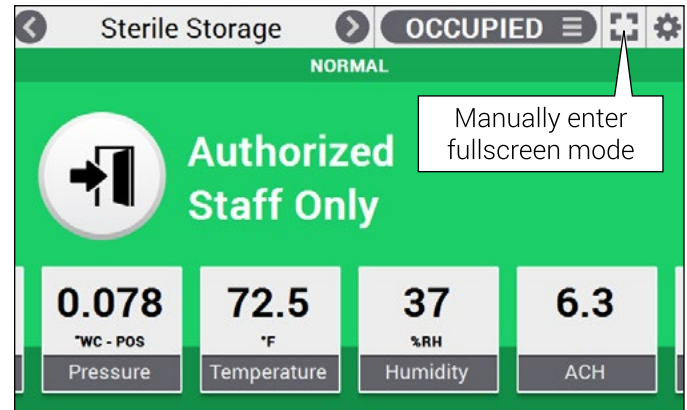 Sterile Storage
OCCUPIED
NORMAL
Manually enter
fullscreen mode
Authorized
Staff Only
0.078
"WC - POS
Pressure
72.5
°F
Temperature
37
%RH
Humidity
6.3
ACH